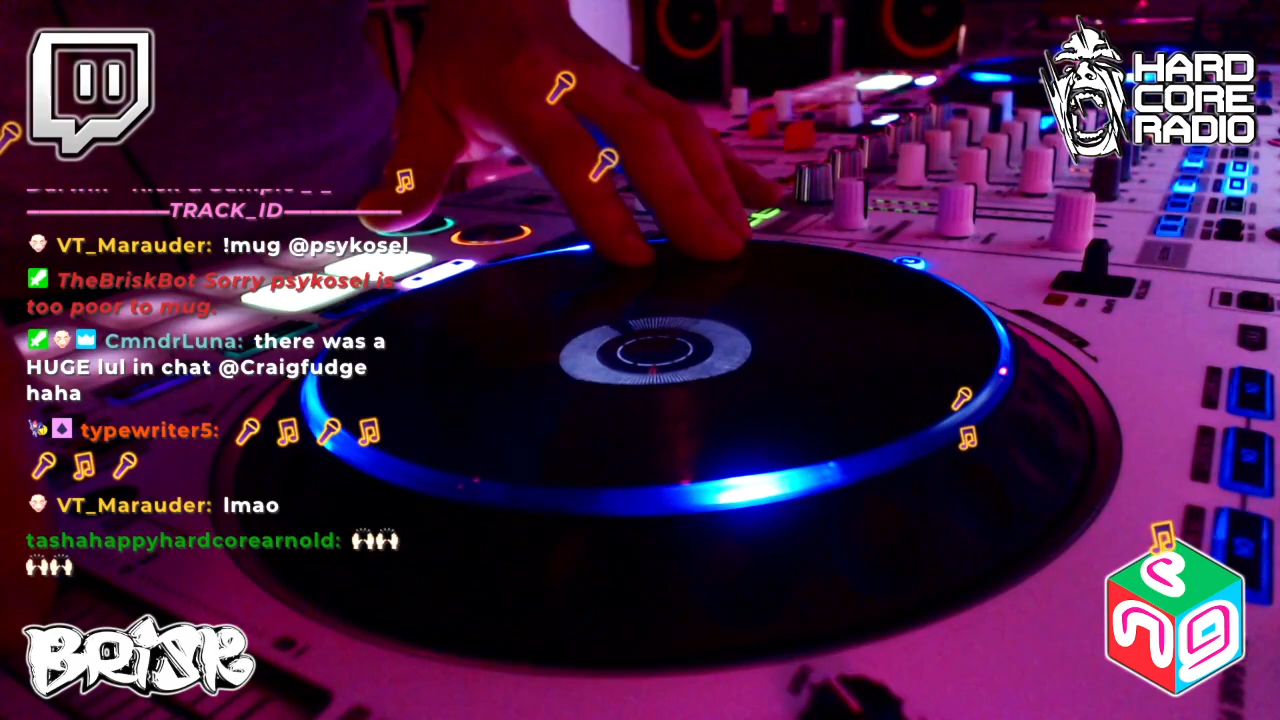 HARD
CORE
RADIO
TRACK_ID
VT_Marauder: !mug @psykosel
TheBriskBot Sorry psykosel is
too poor to mug.
CmndrLuna: there was a
HUGE lul in chat @Craigfudge
haha
typewriter5:
VT_Marauder: lmao
tashahappyhardcorearnold:
BRISK